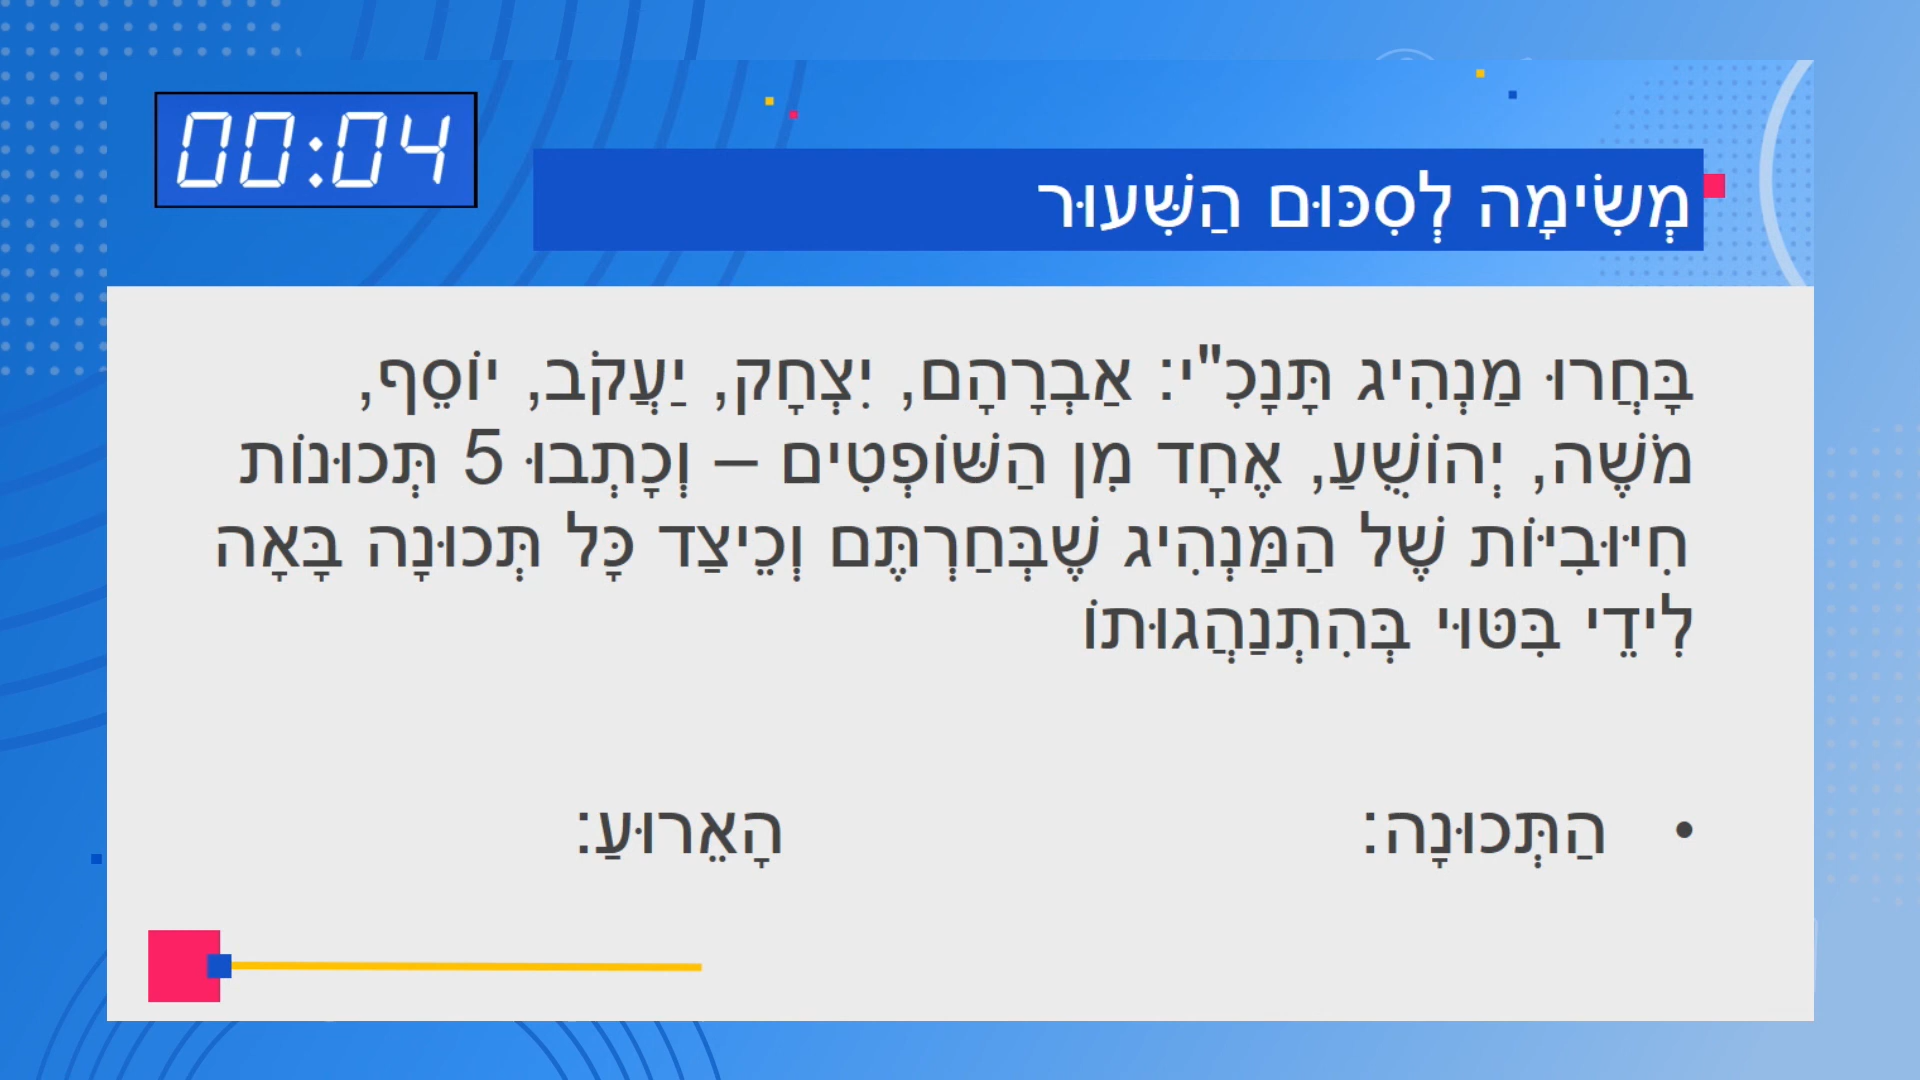 00:04
מְשִׂימָה לְסִכּוּם הַשִּׁעוּר
בָּחֲרוּ מַנְהִיג תָּנָכִ"י: אַבְרָהָם, יִצְחָק, יַעֲקֹב, יוֹסֵף,
מֹשֶׁה, יְהוֹשֻׁעַ, אֶחָד מִן הַשּׁוֹפְטִים – וְכָתְבוּ 5 תְּכוּנוֹת
חִיּוּבִיּוֹת שֶׁל הַמַּנְהִיג שֶׁבְּחַרְתֶּם וְכֵיצַד כָּל תְּכוּנָה בָּאָה
לִידֵי בִּטּוּי בְּהִתְנַהֲגוּתוֹ
• הַתְּכוּנָה: הָאֵרוּעַ: